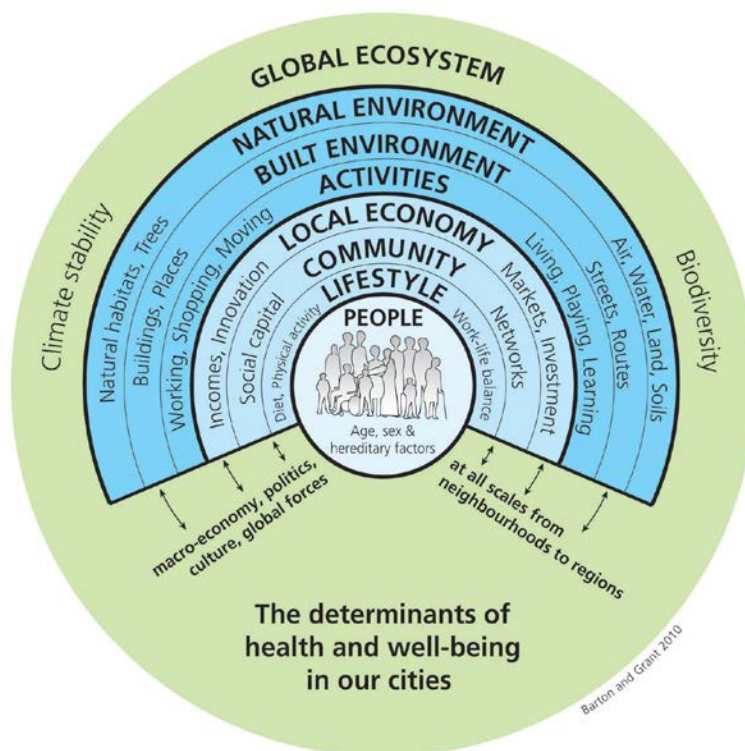 GLOBAL ECOSYSTEM
NATURAL ENVIRONMENT
BUILT ENVIRONMENT
ACTIVITIES
LOCAL ECONOMY
COMMUNITY
LIFESTYLE
PEOPLE
Age, sex &
hereditary factors
Climate stability
Natural habitats, Trees
Buildings, Places
Working, Shopping, Moving
Incomes, Innovation
Social capital
Diet, Physical activity
Work-life balance
Networks
Markets, Investment
Living, Playing, Learning
Streets, Routes
Air, Water, Land, Soils
Biodiversity
macro-economy, politics,
culture, global forces
at all scales from
neighbourhoods to regions
The determinants of
health and well-being
in our cities
Barton and Grant 2010